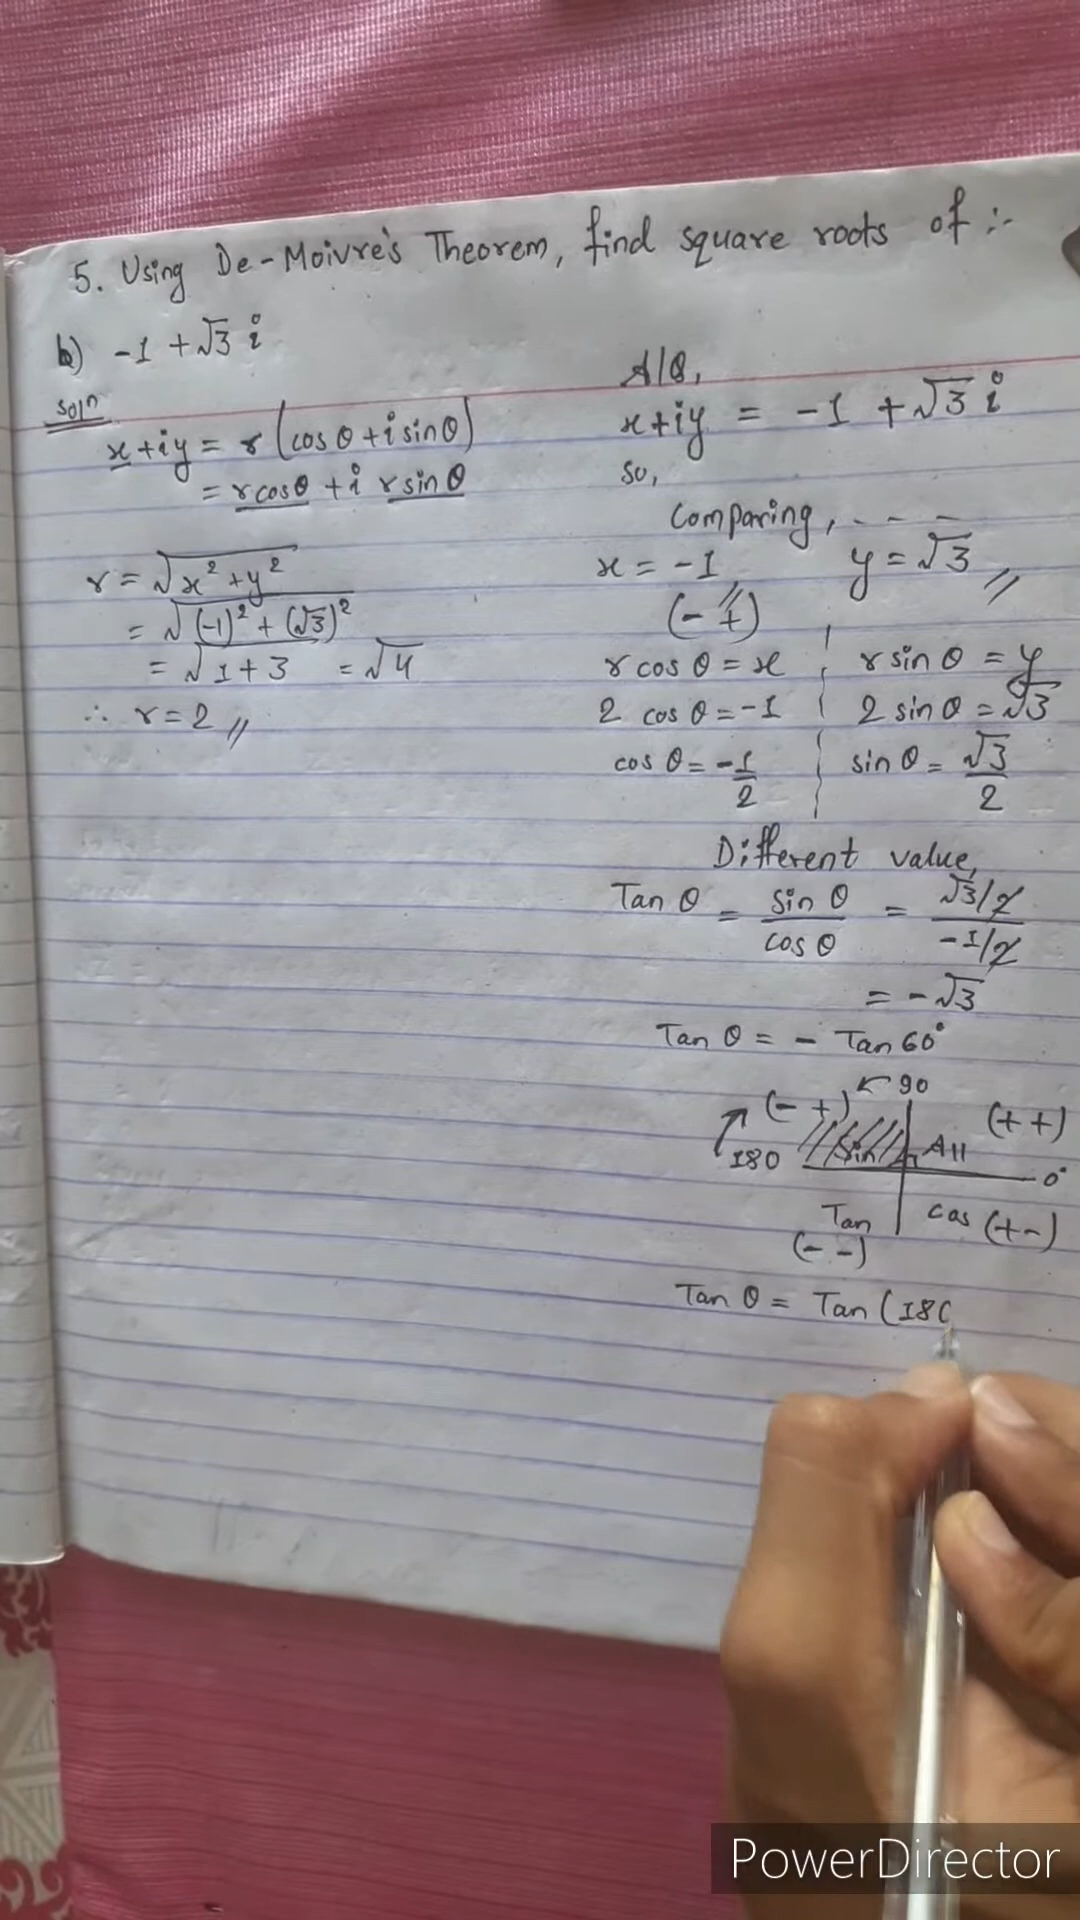 5. Using De-Moivre's Theorem, find square roots of :-
b) -1 + √3 i
Soln
x+iy = r (cos θ + i sin θ)
= r cos θ + i r sin θ
r = √x² + y²
= √(-1)² + (√3)²
= √1+3 = √4
∴ r = 2 //
A/Q,
x+iy = -1 + √3 i
so,
Comparing, - - -
x = -1 // y = √3 //
(- +)
r cos θ = x ¦ r sin θ = y
2 cos θ = -1 ¦ 2 sin θ = √3
cos θ = -1/2 ¦ sin θ = √3/2
Different value,
Tan θ = sin θ/cos θ = √3/2/-1/2
= -√3
Tan θ = - Tan 60°
(- +) ↸ 90 (+ +)
180 Sin All 0°
Tan cos (+ -)
(- -)
Tan θ = Tan (180
PowerDirector